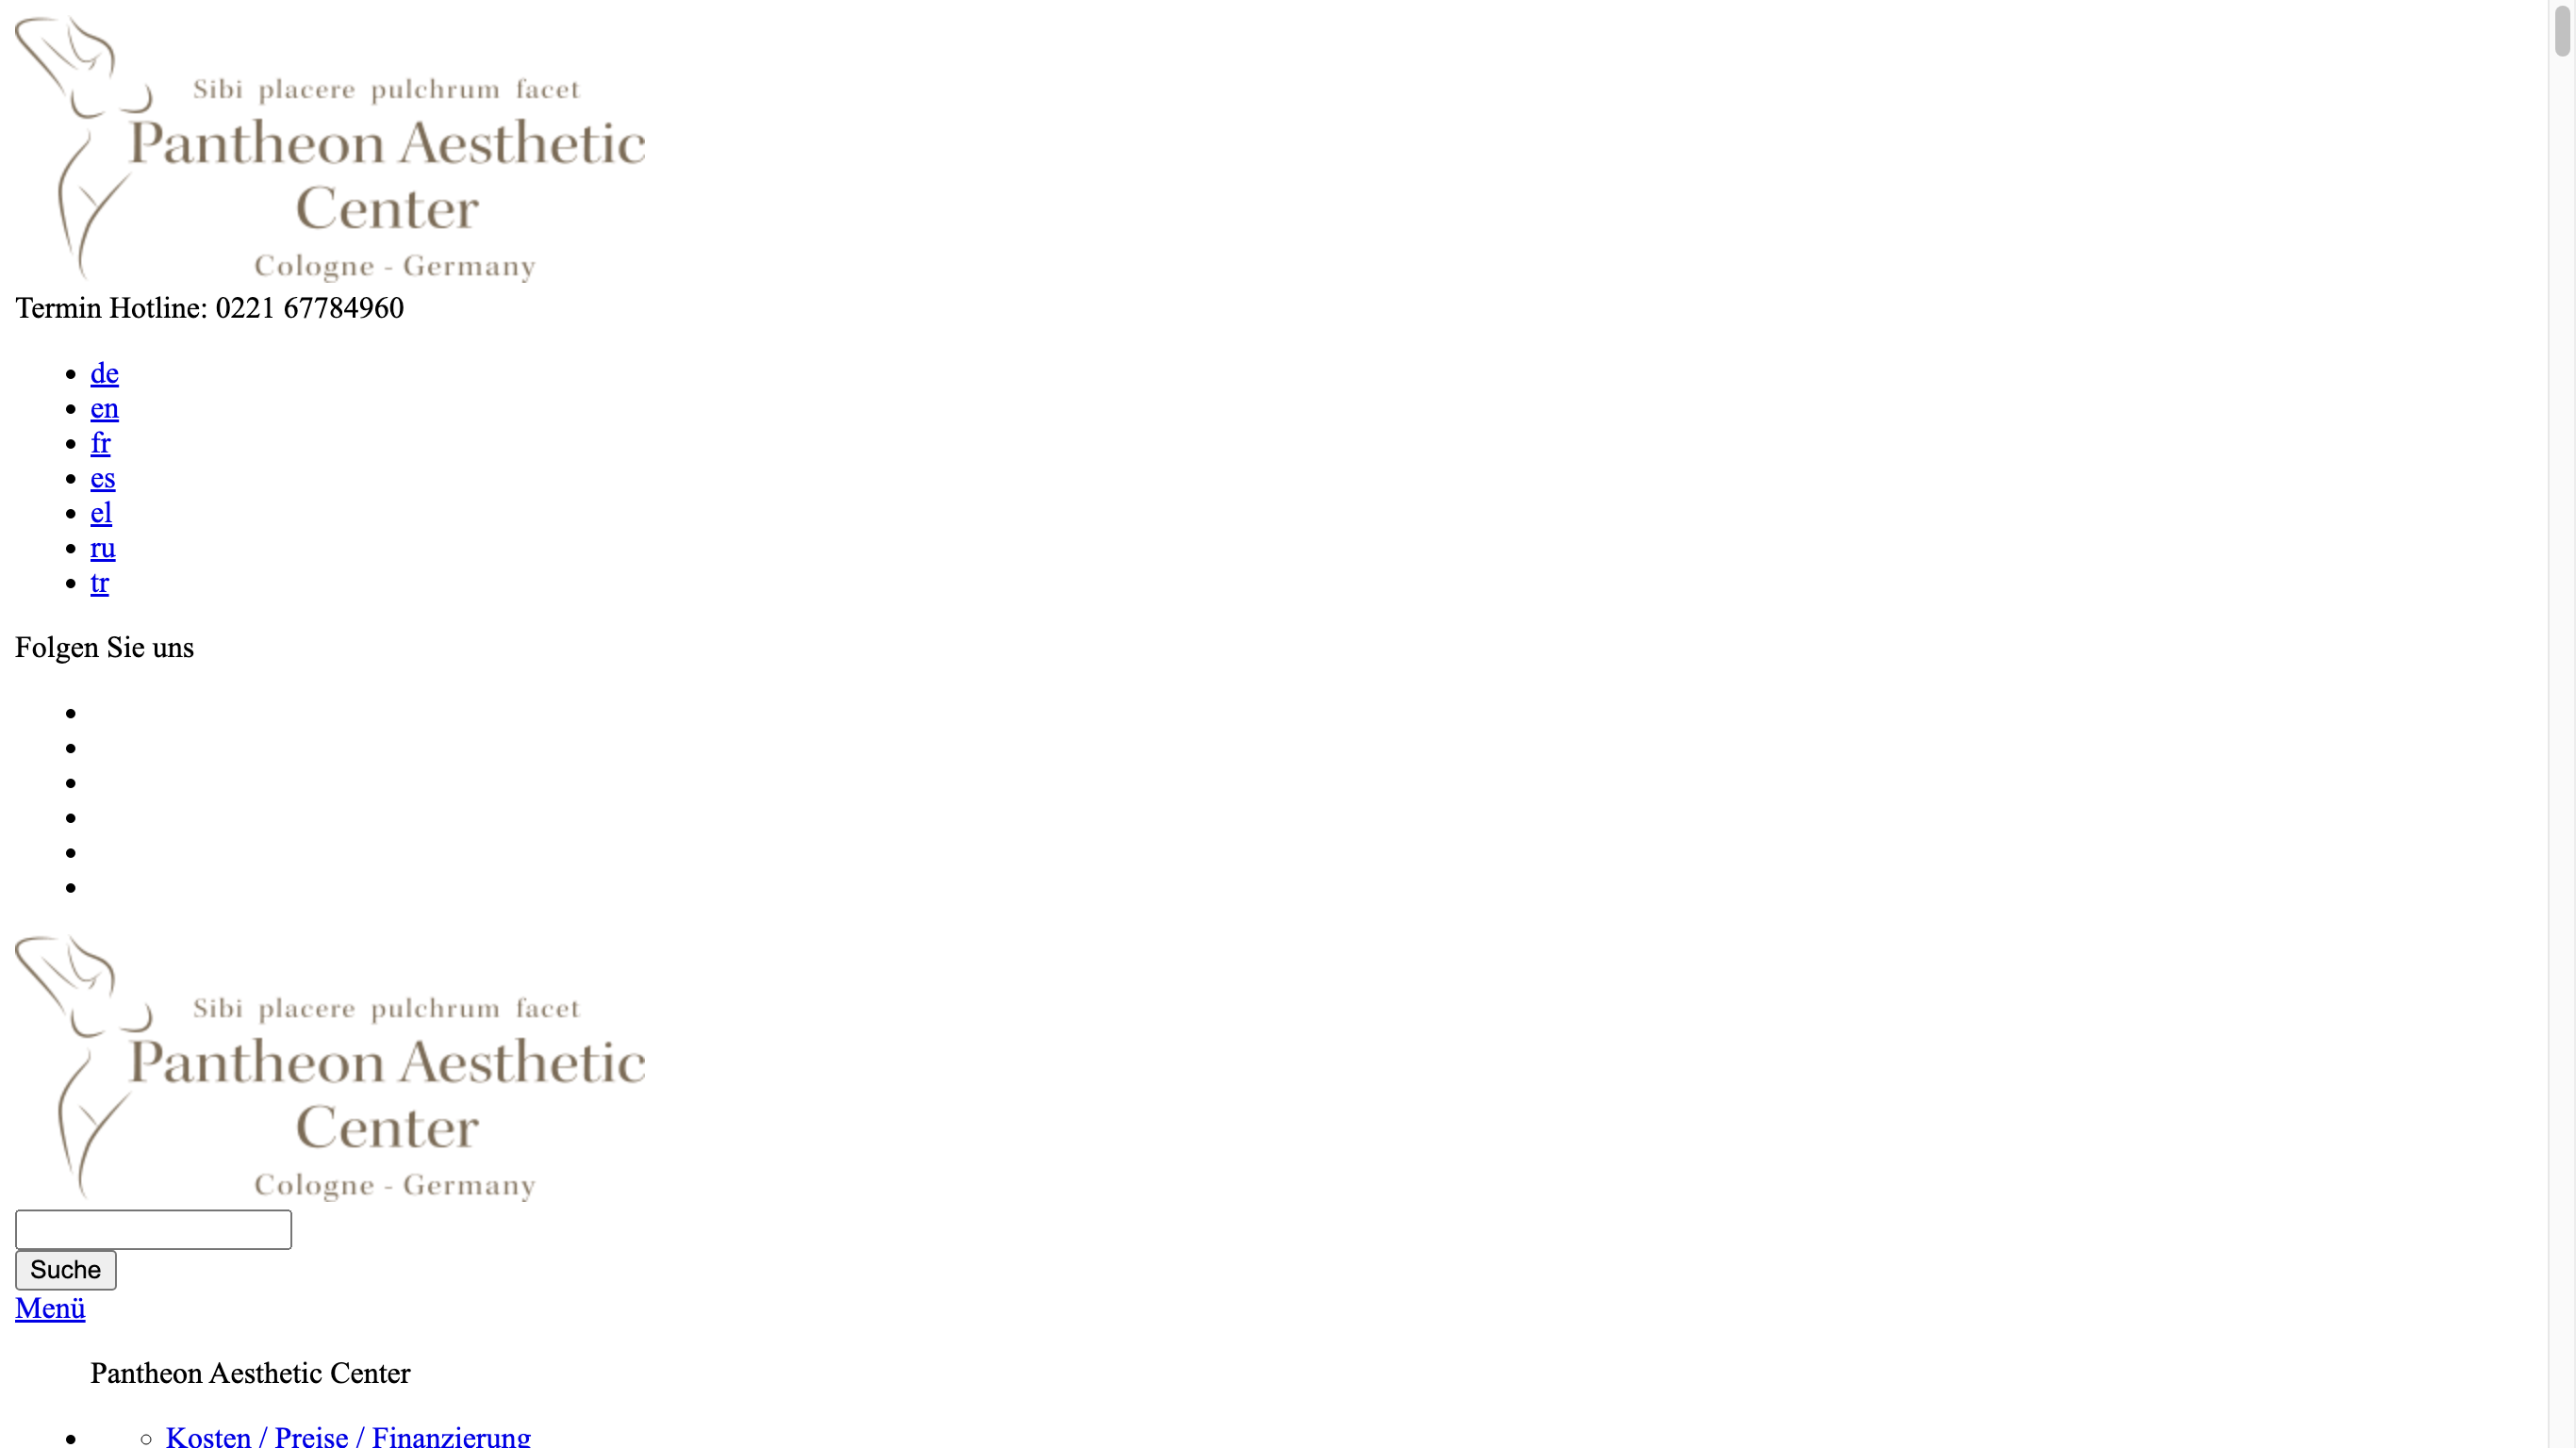 Sibi placere pulchrum facet
Pantheon Aesthetic
Center
Cologne - Germany
Termin Hotline: 0221 67784960
de
en
fr
es
el
ru
tr
Folgen Sie uns
Sibi placere pulchrum facet
Pantheon Aesthetic
Center
Cologne - Germany
Suche
Menü
Pantheon Aesthetic Center
Kosten / Preise / Finanzierung